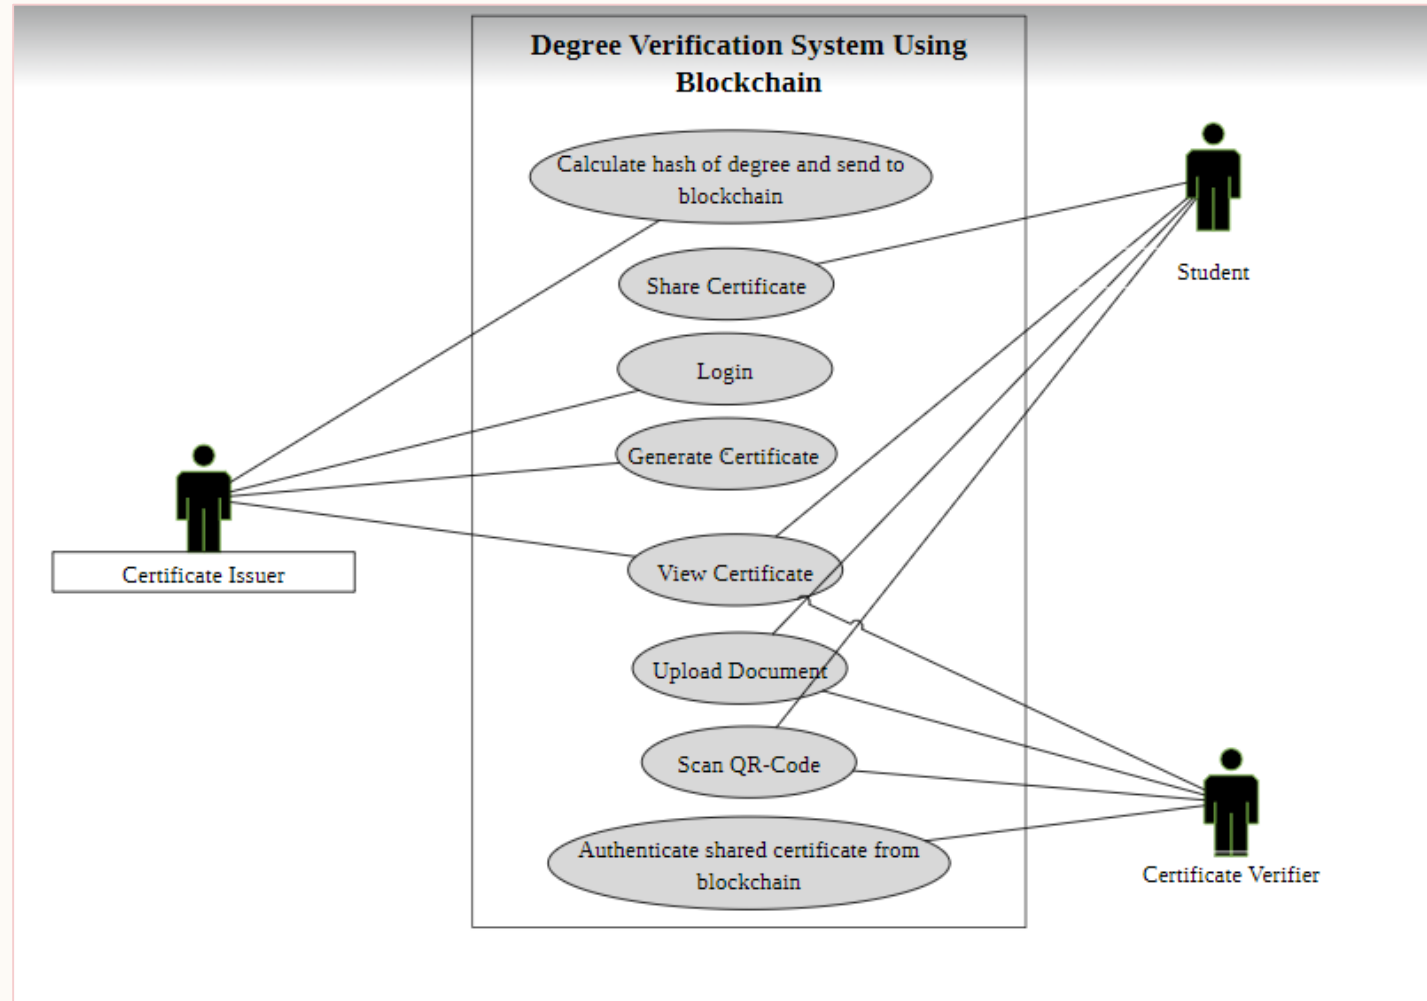 Degree Verification System Using
Blockchain
Calculate hash of degree and send to
blockchain
Share Certificate
Student
Login
Generate Certificate
Certificate Issuer
View Certificate
Upload Document
Scan QR-Code
Authenticate shared certificate from
blockchain
Certificate Verifier